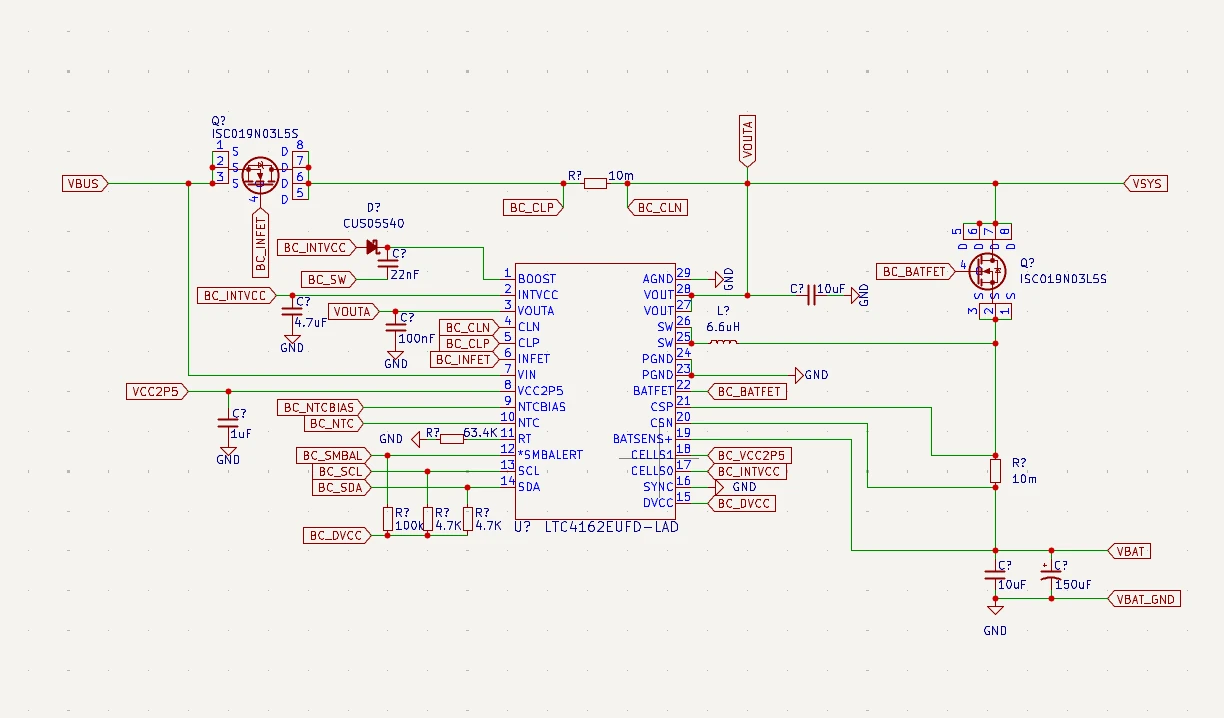 Q?
ISC019N03L5S
1 S D 8
2 S D 7
3 S D 6
4 D 5
VBUS
BC_INFET
R? 10m
BC_CLP
BC_CLN
VOUTA
VSYS
D?
CUS05S40
BC_INTVCC
C?
22nF
BC_SW
BC_INTVCC
C?
4.7uF
GND
VOUTA
C?
100nF
GND
BC_CLN
BC_CLP
BC_INFET
VCC2P5
C?
1uF
GND
BC_NTCBIAS
BC_NTC
GND R? 63.4K
BC_SMBAL
BC_SCL
BC_SDA
R?
100k
R?
4.7K
R?
4.7K
BC_DVCC
1 BOOST
2 INTVCC
3 VOUTA
4 CLN
5 CLP
6 INFET
7 VIN
8 VCC2P5
9 NTCBIAS
10 NTC
11 RT
12 *SMBALERT
13 SCL
14 SDA
AGND 29
VOUT 28
VOUT 27
SW 26
SW 25
PGND 24
PGND 23
BATFET 22
CSP 21
CSN 20
BATSENS+ 19
CELLS1 18
CELLS0 17
SYNC 16
DVCC 15
U? LTC4162EUFD-LAD
GND
C? 10uF
GND
L?
6.6uH
GND
BC_BATFET
BC_VCC2P5
BC_INTVCC
GND
BC_DVCC
5 6 7 8
D D D D
BC_BATFET
4
Q?
ISC019N03L5S
S S S
3 2 1
R?
10m
VBAT
C?
10uF
+ C?
150uF
VBAT_GND
GND